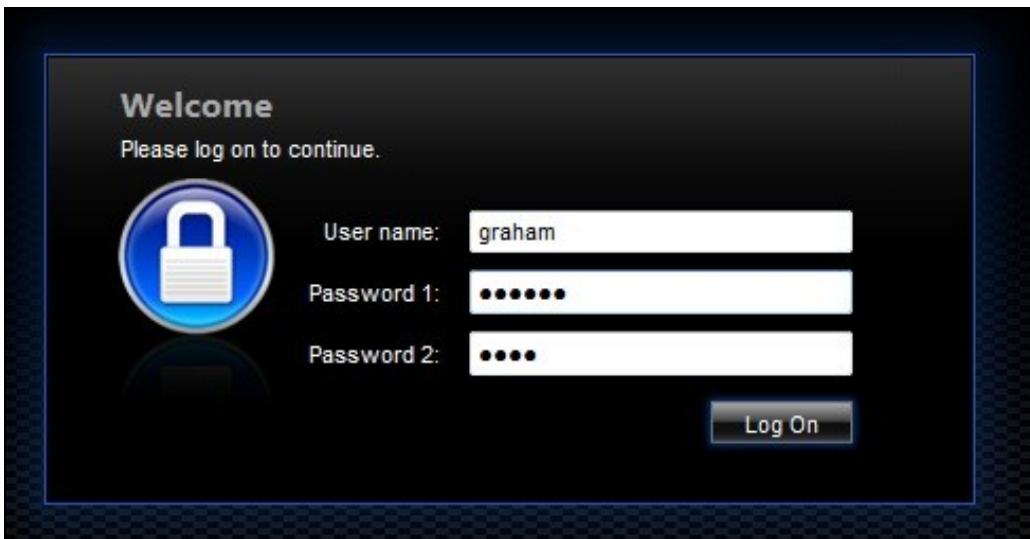 Welcome
Please log on to continue.
User name: graham
Password 1: ●●●●●●
Password 2: ●●●●
Log On